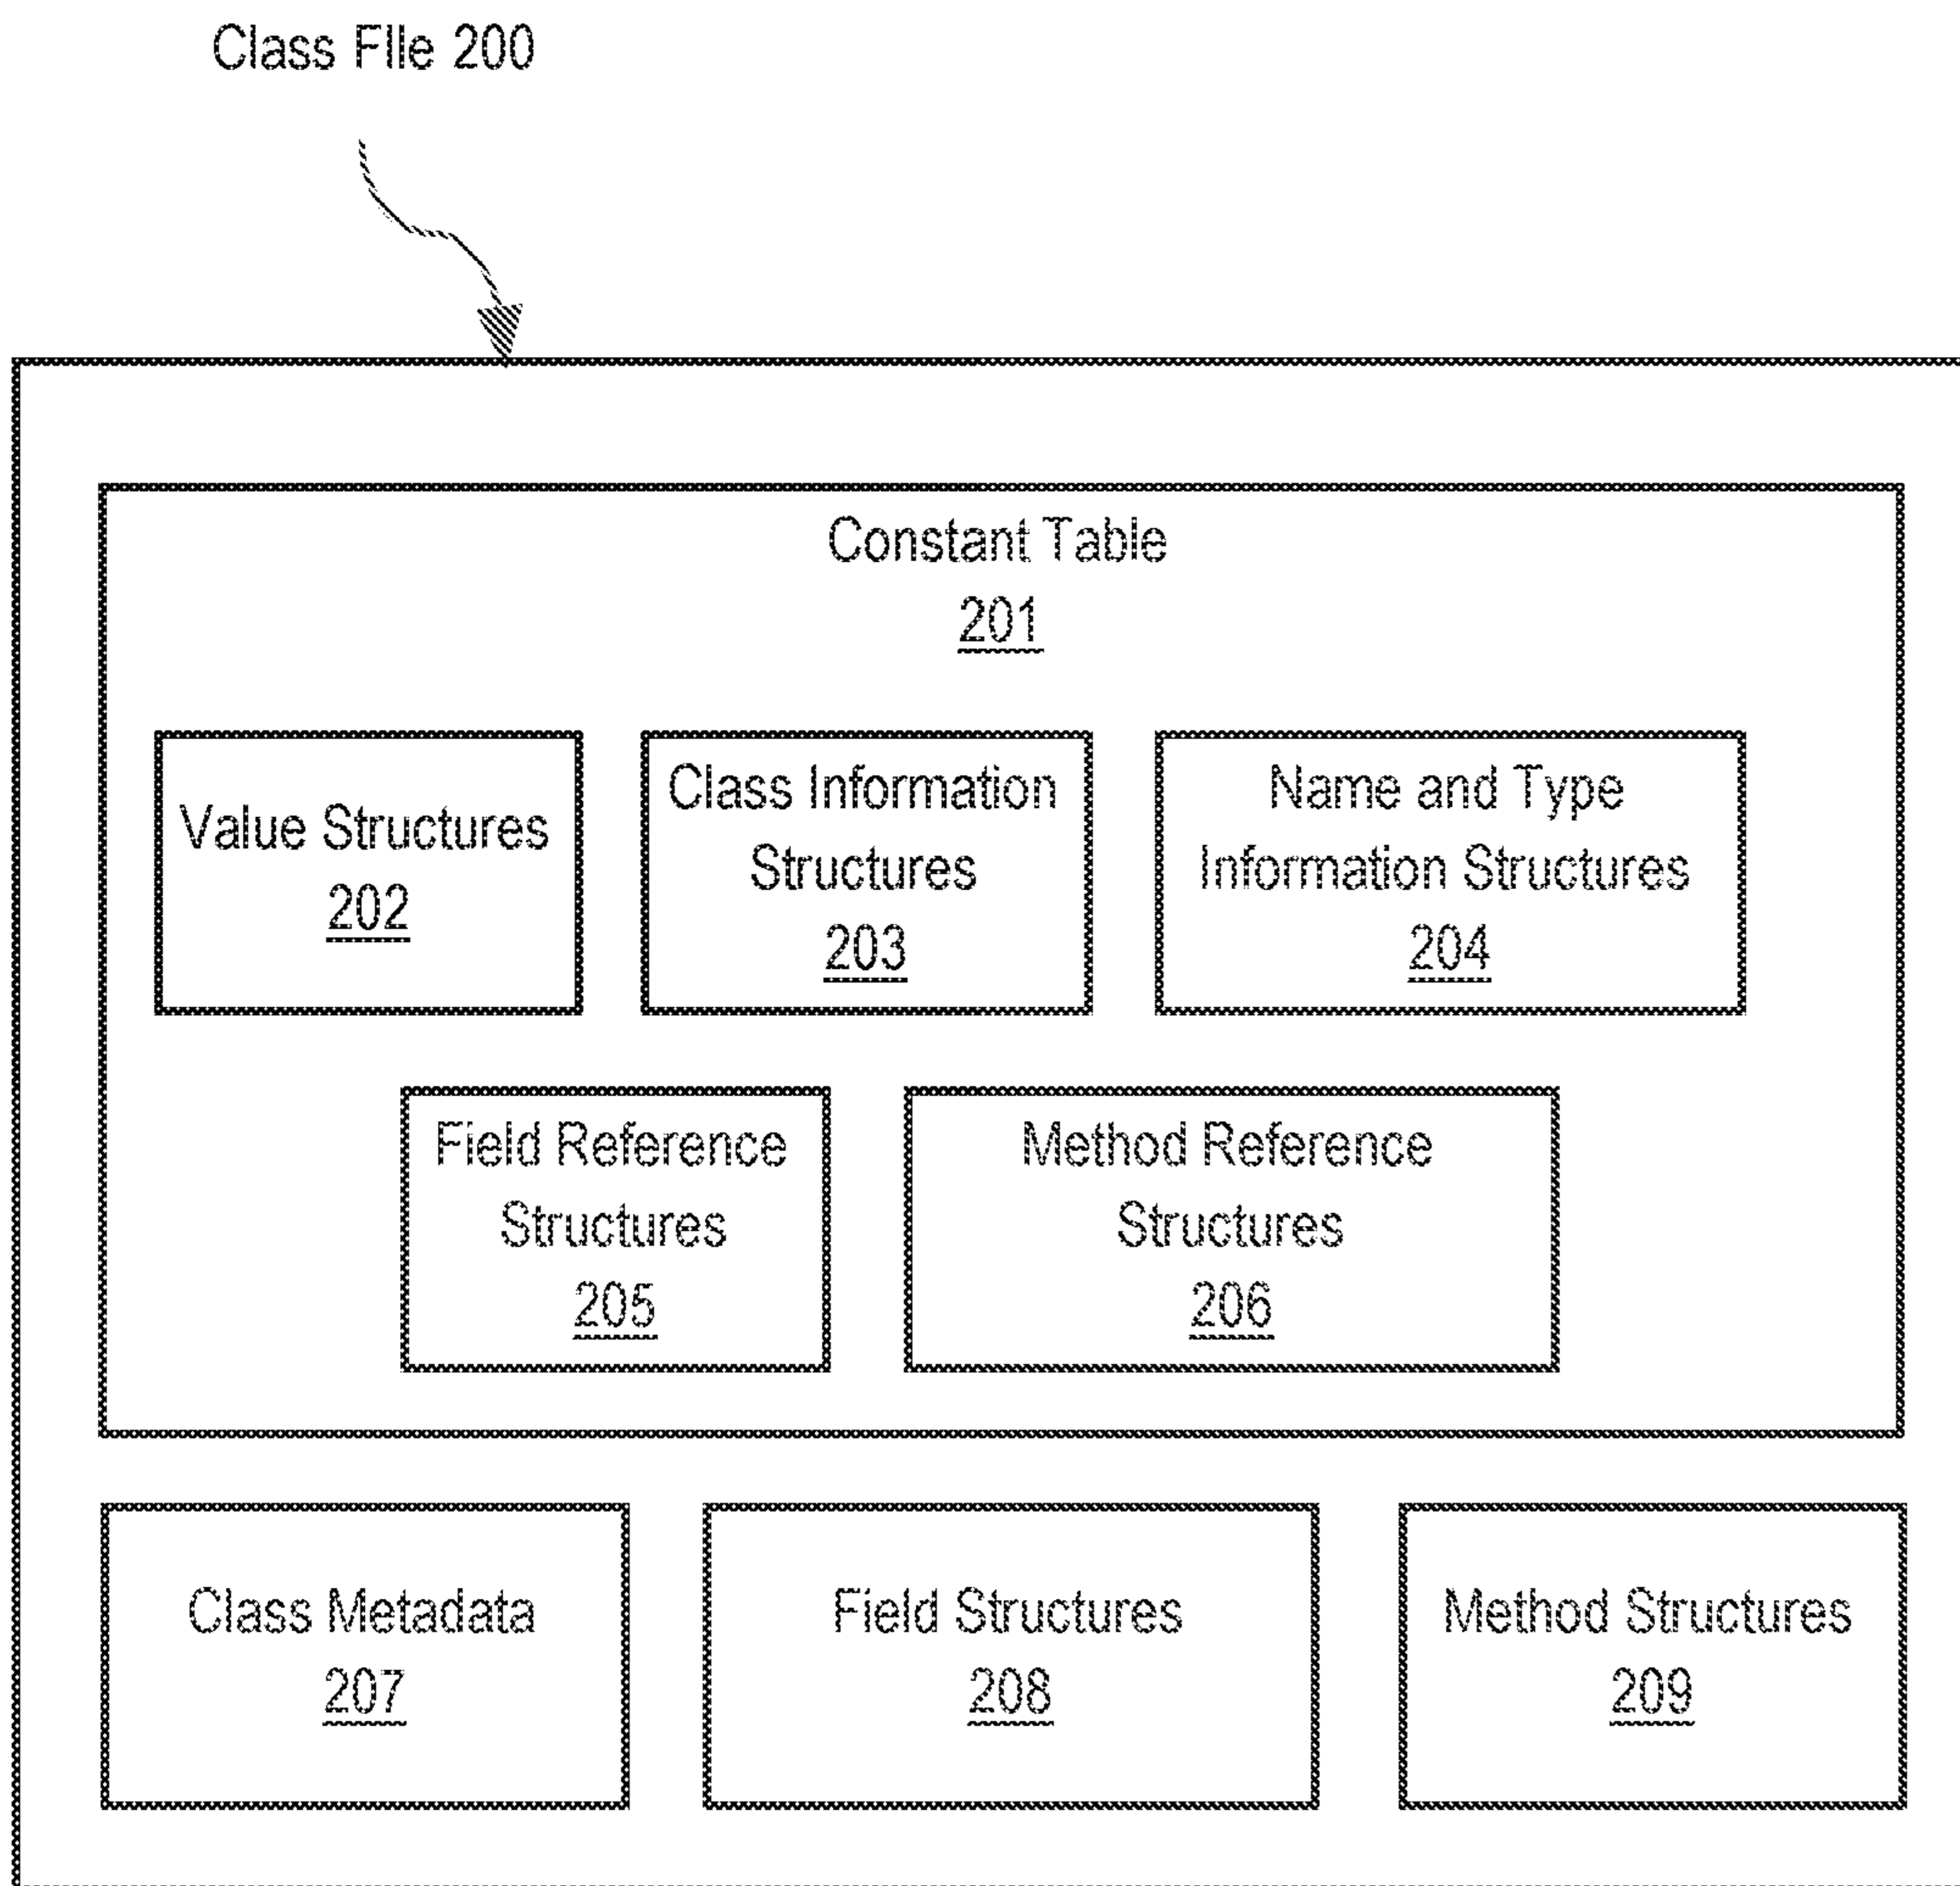 Class File 200
Constant Table
201
Value Structures
202
Class Information
Structures
203
Name and Type
Information Structures
204
Field Reference
Structures
205
Method Reference
Structures
206
Class Metadata
207
Field Structures
208
Method Structures
209